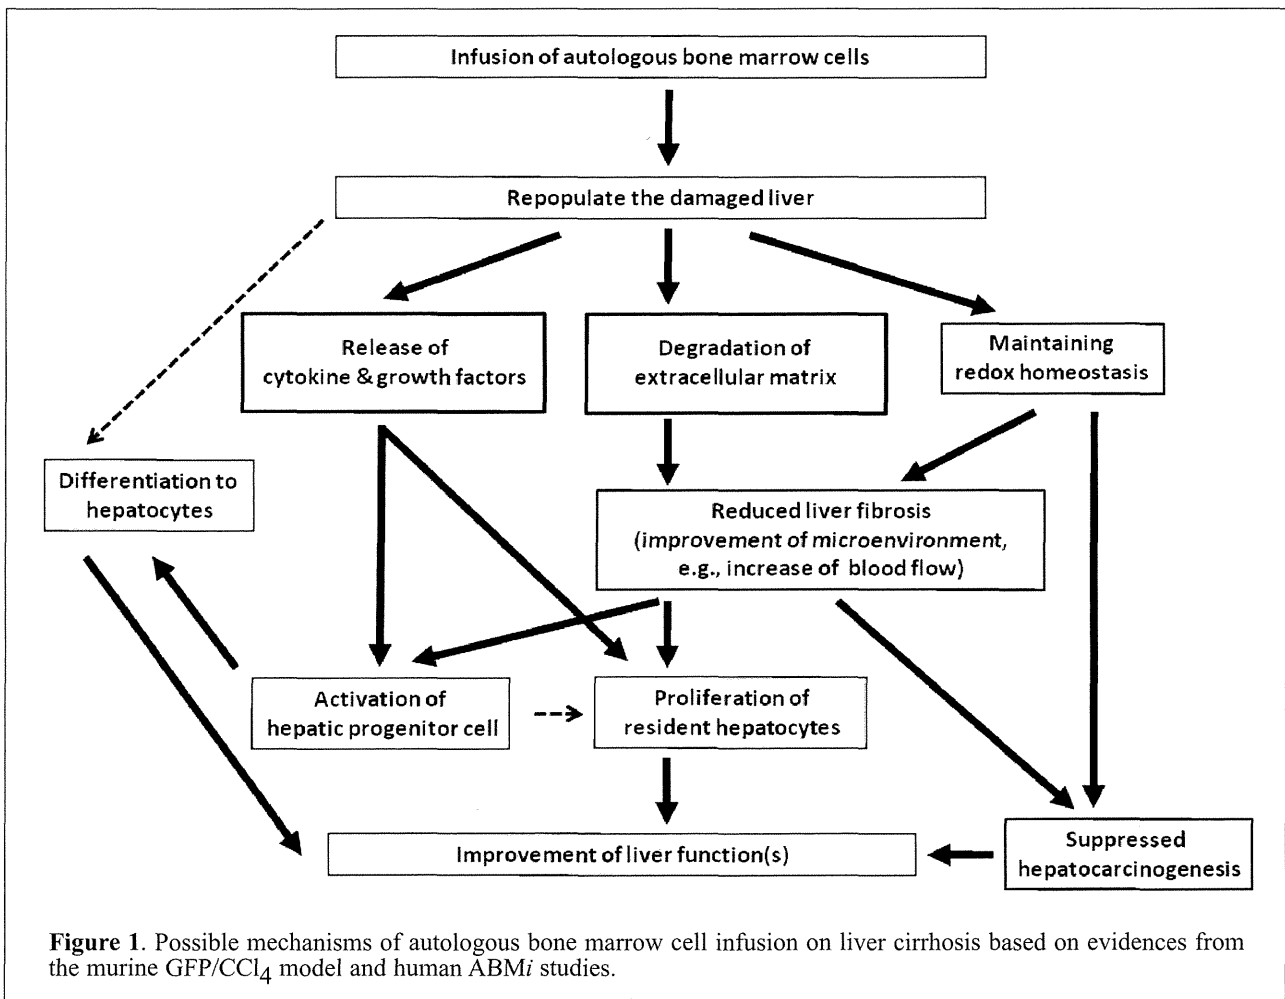 Infusion of autologous bone marrow cells
Repopulate the damaged liver
Release of
cytokine & growth factors
Degradation of
extracellular matrix
Maintaining
redox homeostasis
Differentiation to
hepatocytes
Reduced liver fibrosis
(improvement of microenvironment,
e.g., increase of blood flow)
Activation of
hepatic progenitor cell
Proliferation of
resident hepatocytes
Improvement of liver function(s)
Suppressed
hepatocarcinogenesis
Figure 1. Possible mechanisms of autologous bone marrow cell infusion on liver cirrhosis based on evidences from
the murine GFP/CCl4 model and human ABMi studies.